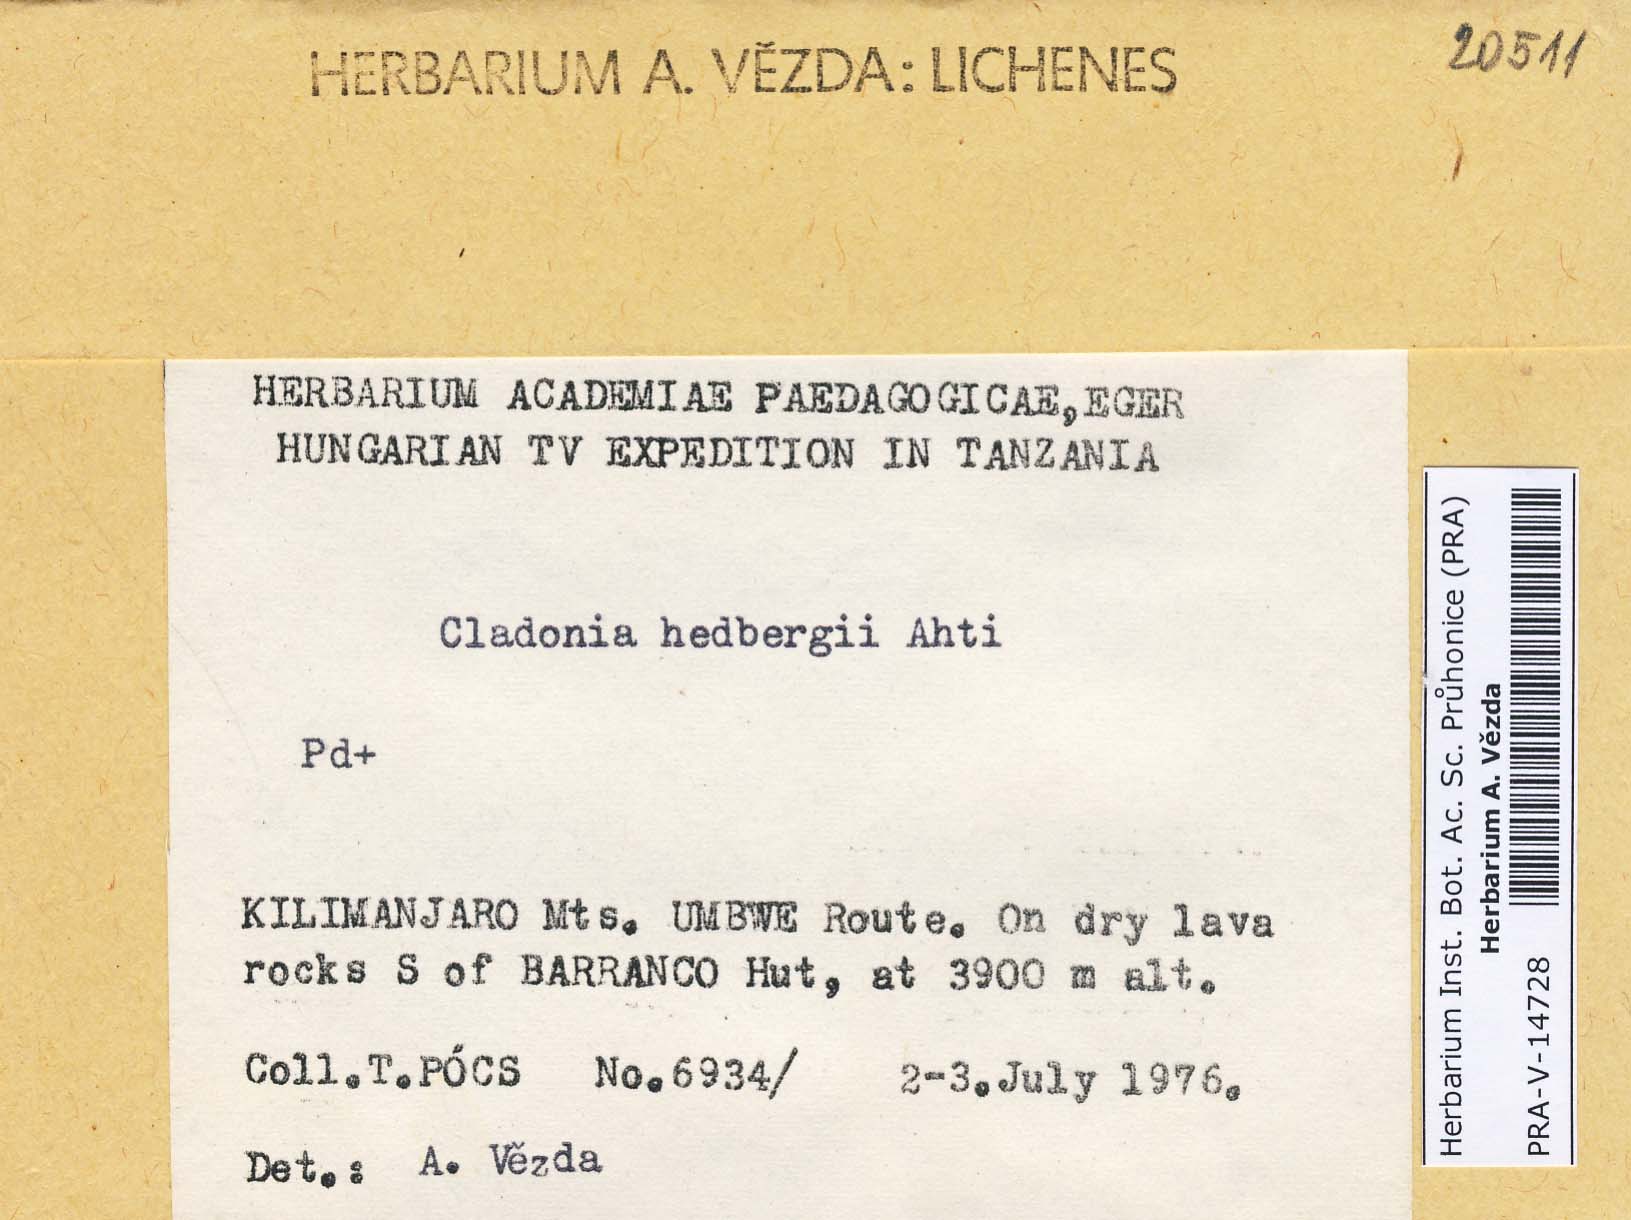 HERBARIUM A. VĚZDA: LICHENES
20511
HERBARIUM ACADEMIAE PAEDAGOGICAE, EGER
HUNGARIAN TV EXPEDITION IN TANZANIA
Cladonia hedbergii Ahti
Pd+
KILIMANJARO Mts. UMBWE Route. On dry lava
rocks S of BARRANCO Hut, at 3900 m alt.
Coll.T.PÓCS No.6934/ 2-3.July 1976.
Det.: A. Vězda
Herbarium Inst. Bot. Ac. Sc. Průhonice (PRA)
Herbarium A. Vězda
PRA-V-14728